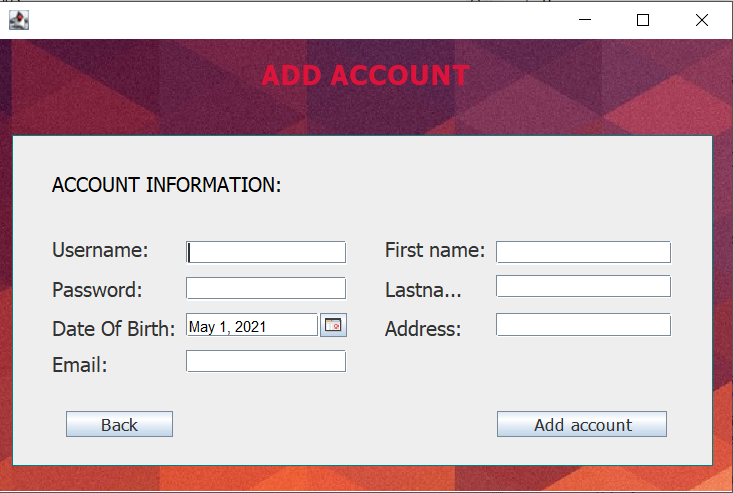 ADD ACCOUNT
ACCOUNT INFORMATION:
Username:
First name:
Password:
Lastna...
Date Of Birth:
May 1, 2021
Address:
Email:
Back
Add account